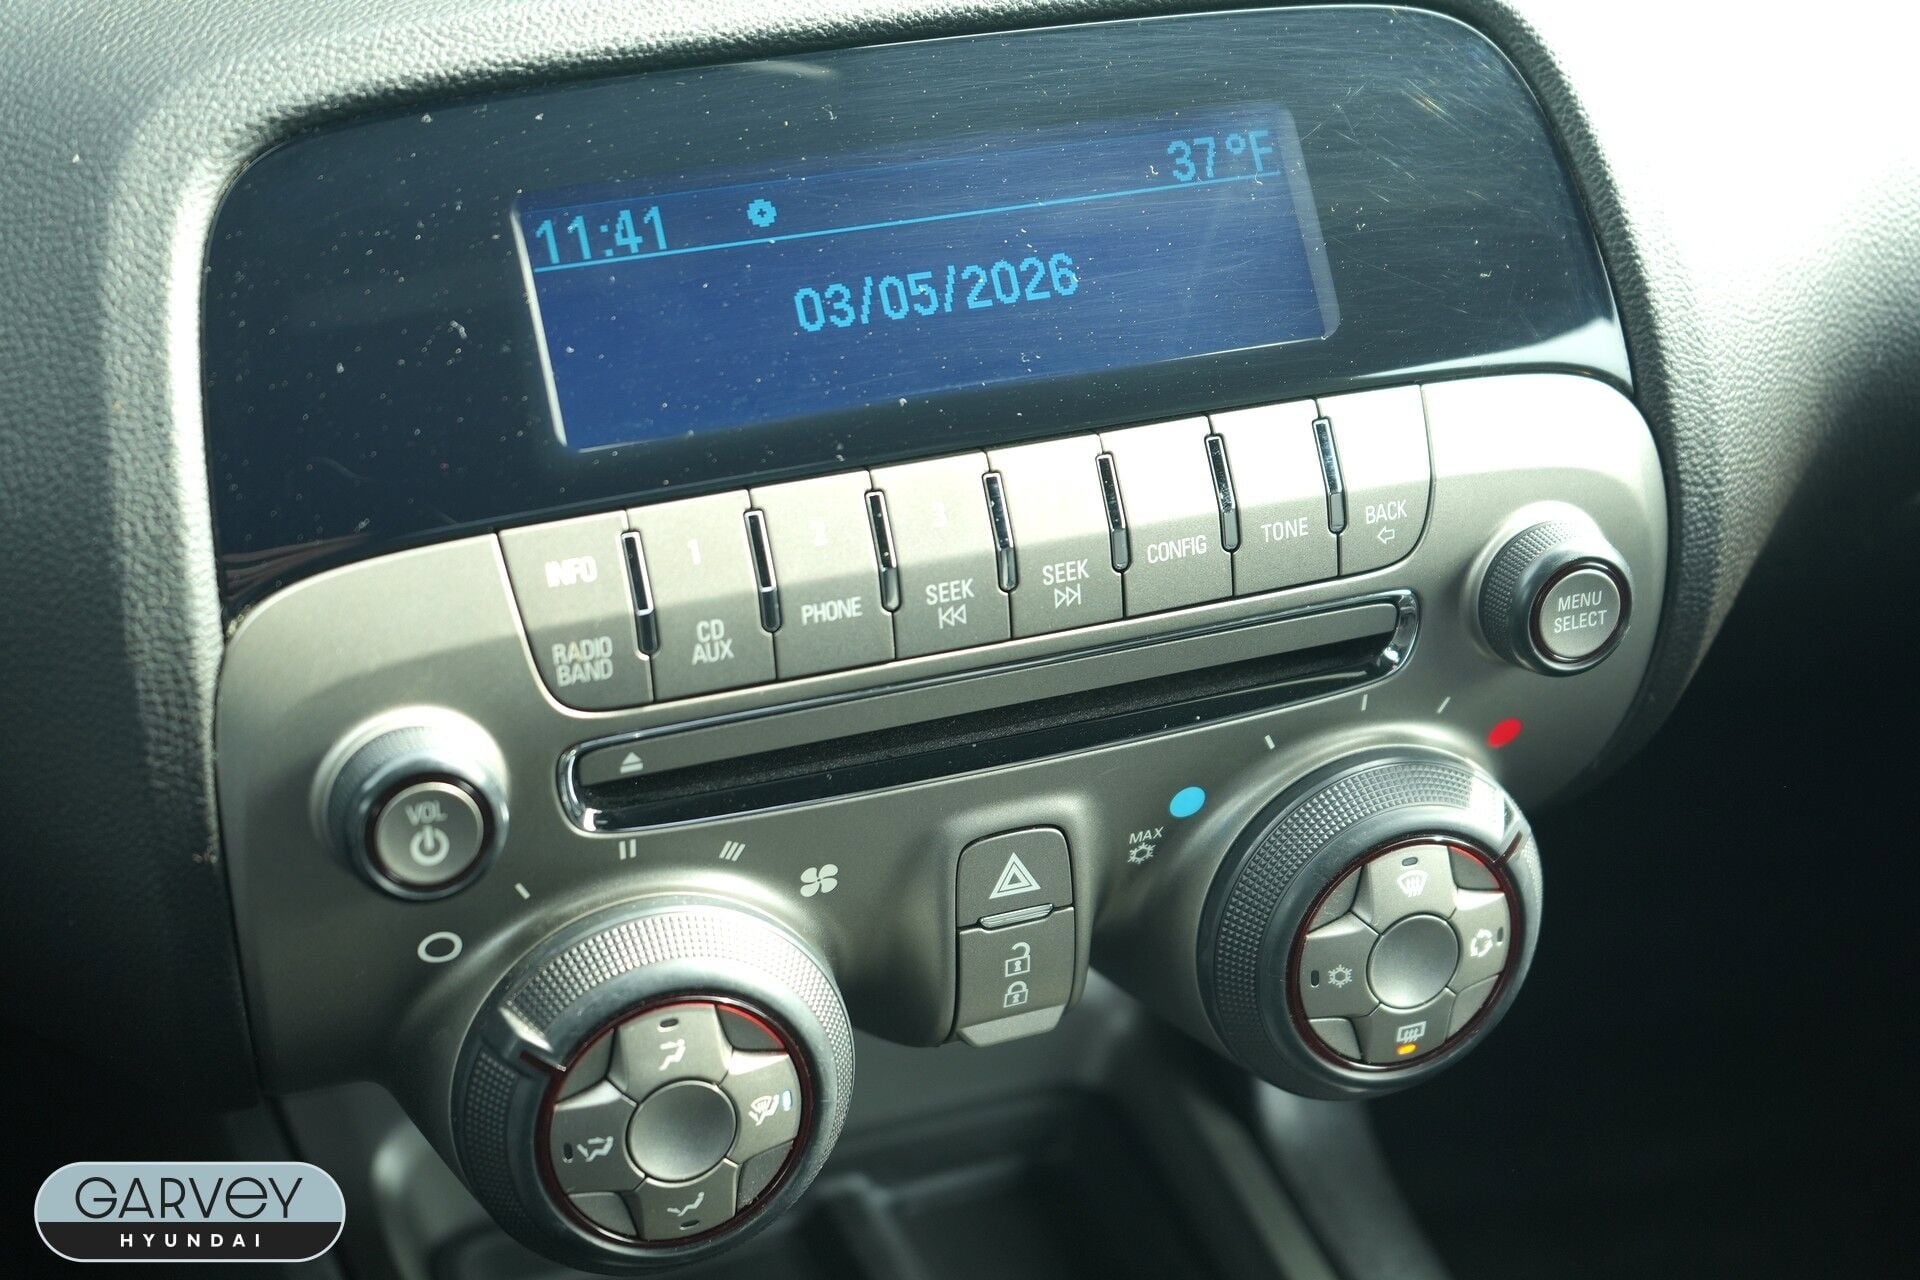 11:41
37°F
03/05/2026
INFO
1
2
3
RADIO
BAND
CD
AUX
PHONE
SEEK
SEEK
CONFIG
TONE
BACK
MENU
SELECT
VOL
MAX
GARVEY
HYUNDAI